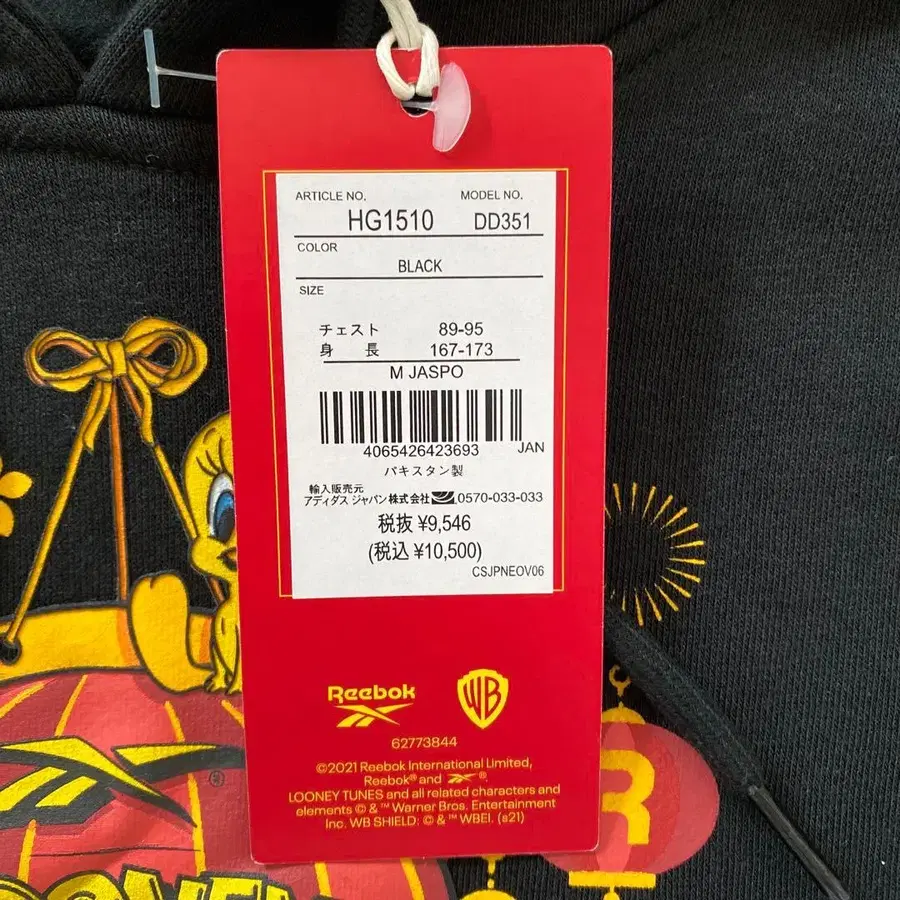 ARTICLE NO. MODEL NO.
HG1510 DD351
COLOR
BLACK
SIZE
チェスト 89-95
身 長 167-173
M JASPO
4065426423693 JAN
パキスタン製
輸入販売元
アディダス ジャパン株式会社 0570-033-033
税抜 ¥9,546
(税込 ¥10,500)
CSJPNEOV06
Reebok WB
62773844
©2021 Reebok International Limited,
Reebok® and ®.
LOONEY TUNES and all related characters and
elements © & ™ Warner Bros. Entertainment
Inc. WB SHIELD: © & ™ WBEI. (s21)
R